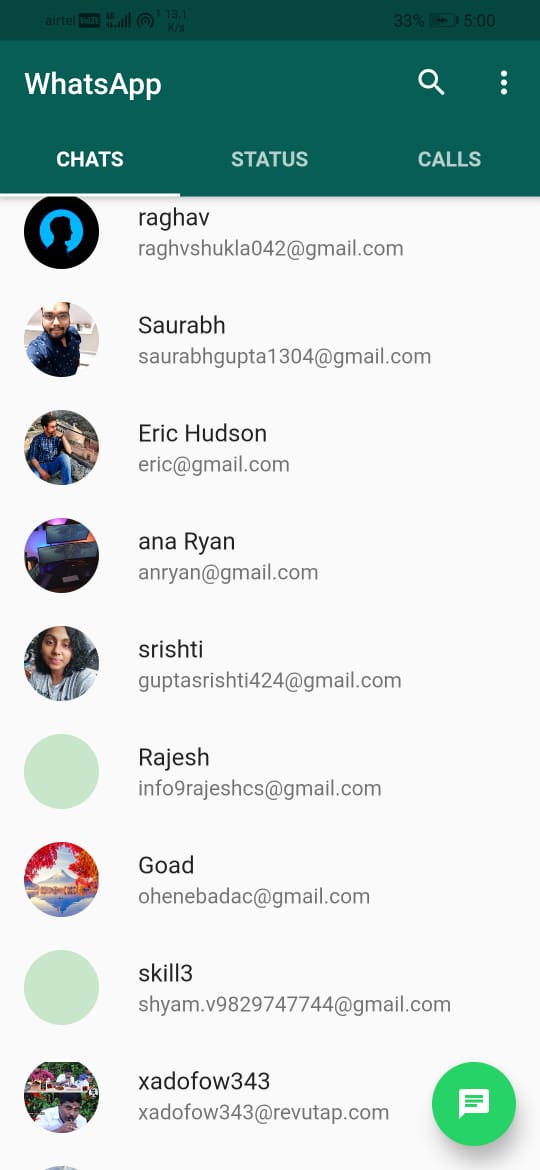 airtel VoLTE 4G 1 13.1 33% 5:00
K/s
WhatsApp
CHATS STATUS CALLS
raghav
raghvshukla042@gmail.com
Saurabh
saurabhgupta1304@gmail.com
Eric Hudson
eric@gmail.com
ana Ryan
anryan@gmail.com
srishti
guptasrishti424@gmail.com
Rajesh
info9rajeshcs@gmail.com
Goad
ohenebadac@gmail.com
skill3
shyam.v9829747744@gmail.com
xadofow343
xadofow343@revutap.com